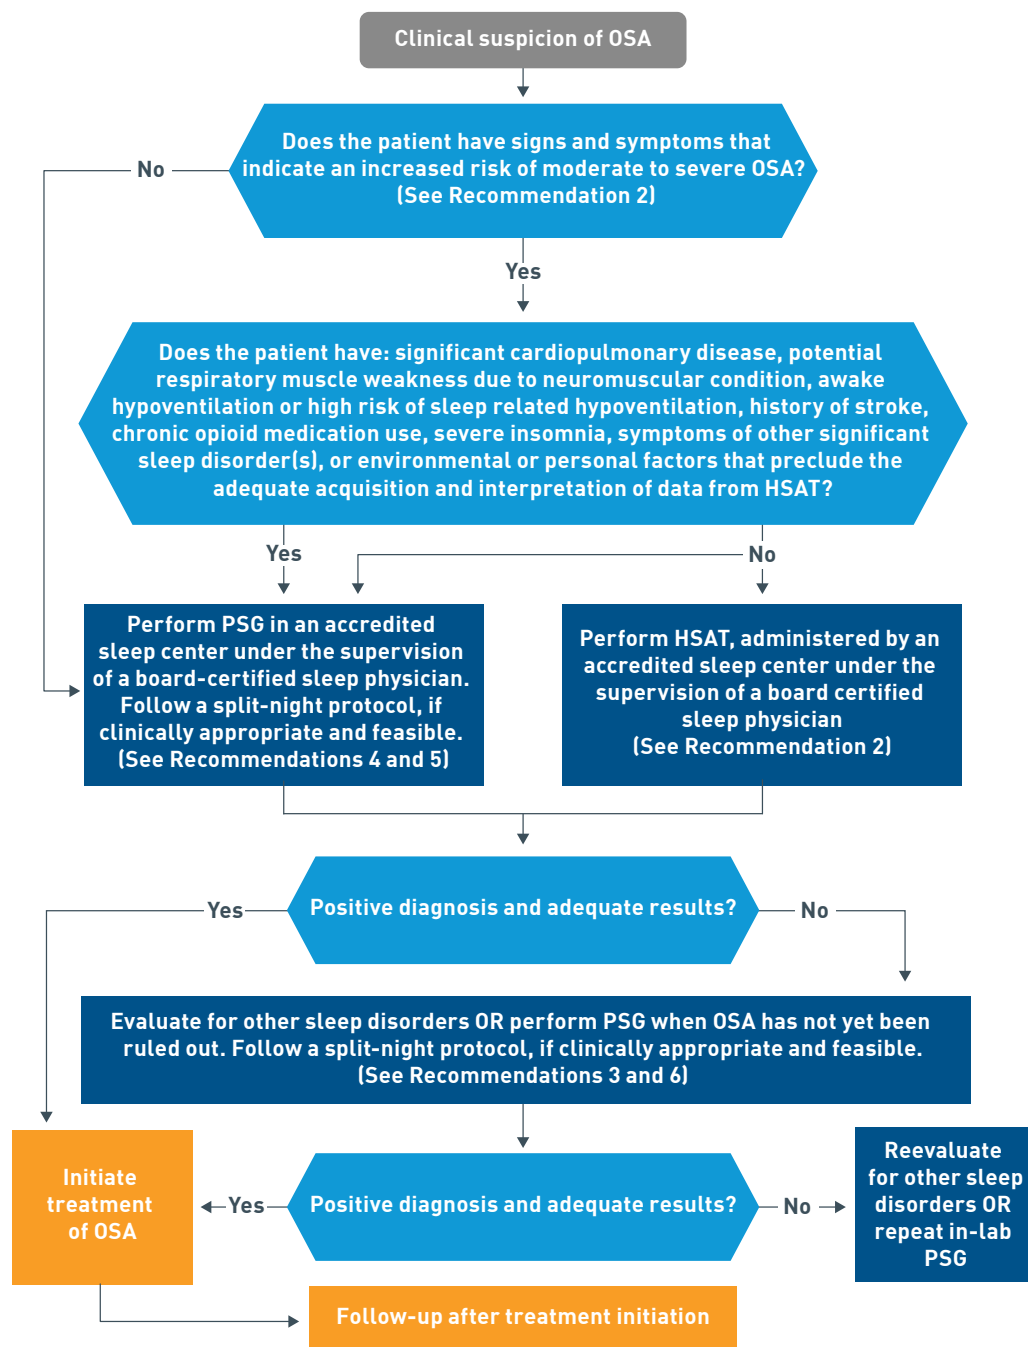 Clinical suspicion of OSA
Does the patient have signs and symptoms that
indicate an increased risk of moderate to severe OSA?
(See Recommendation 2)
No
Yes
Does the patient have: significant cardiopulmonary disease, potential
respiratory muscle weakness due to neuromuscular condition, awake
hypoventilation or high risk of sleep related hypoventilation, history of stroke,
chronic opioid medication use, severe insomnia, symptoms of other significant
sleep disorder(s), or environmental or personal factors that preclude the
adequate acquisition and interpretation of data from HSAT?
Yes
No
Perform PSG in an accredited
sleep center under the supervision
of a board-certified sleep physician.
Follow a split-night protocol, if
clinically appropriate and feasible.
(See Recommendations 4 and 5)
Perform HSAT, administered by an
accredited sleep center under the
supervision of a board certified
sleep physician
(See Recommendation 2)
Yes
Positive diagnosis and adequate results?
No
Evaluate for other sleep disorders OR perform PSG when OSA has not yet been
ruled out. Follow a split-night protocol, if clinically appropriate and feasible.
(See Recommendations 3 and 6)
Initiate
treatment
of OSA
Yes
Positive diagnosis and adequate results?
No
Reevaluate
for other sleep
disorders OR
repeat in-lab
PSG
Follow-up after treatment initiation